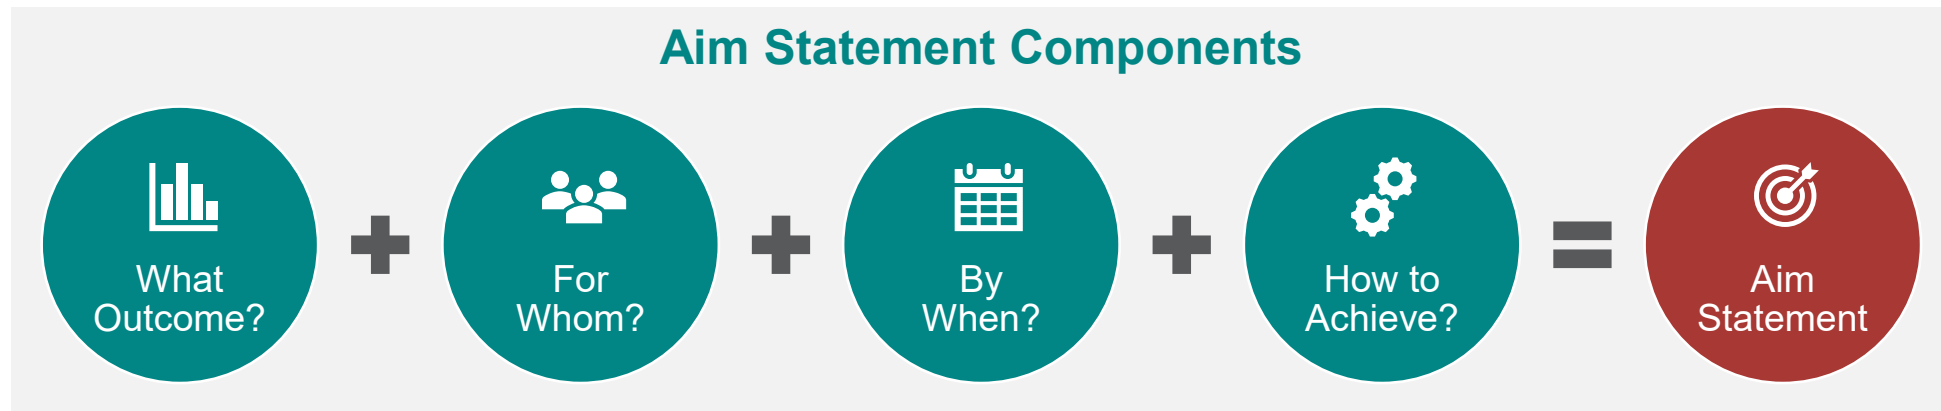 Aim Statement Components
What
Outcome?
For
Whom?
By
When?
How to
Achieve?
Aim
Statement